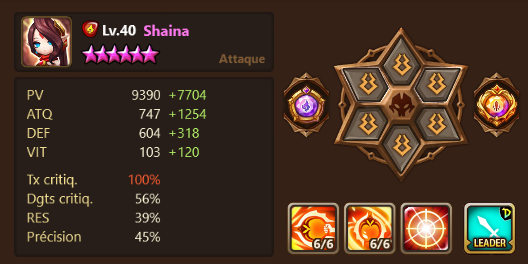 Lv.40 Shaina
Attaque
PV 9390 +7704
ATQ 747 +1254
DEF 604 +318
VIT 103 +120
Tx critiq. 100%
Dgts critiq. 56%
RES 39%
Précision 45%
6/6 6/6 D
LEADER